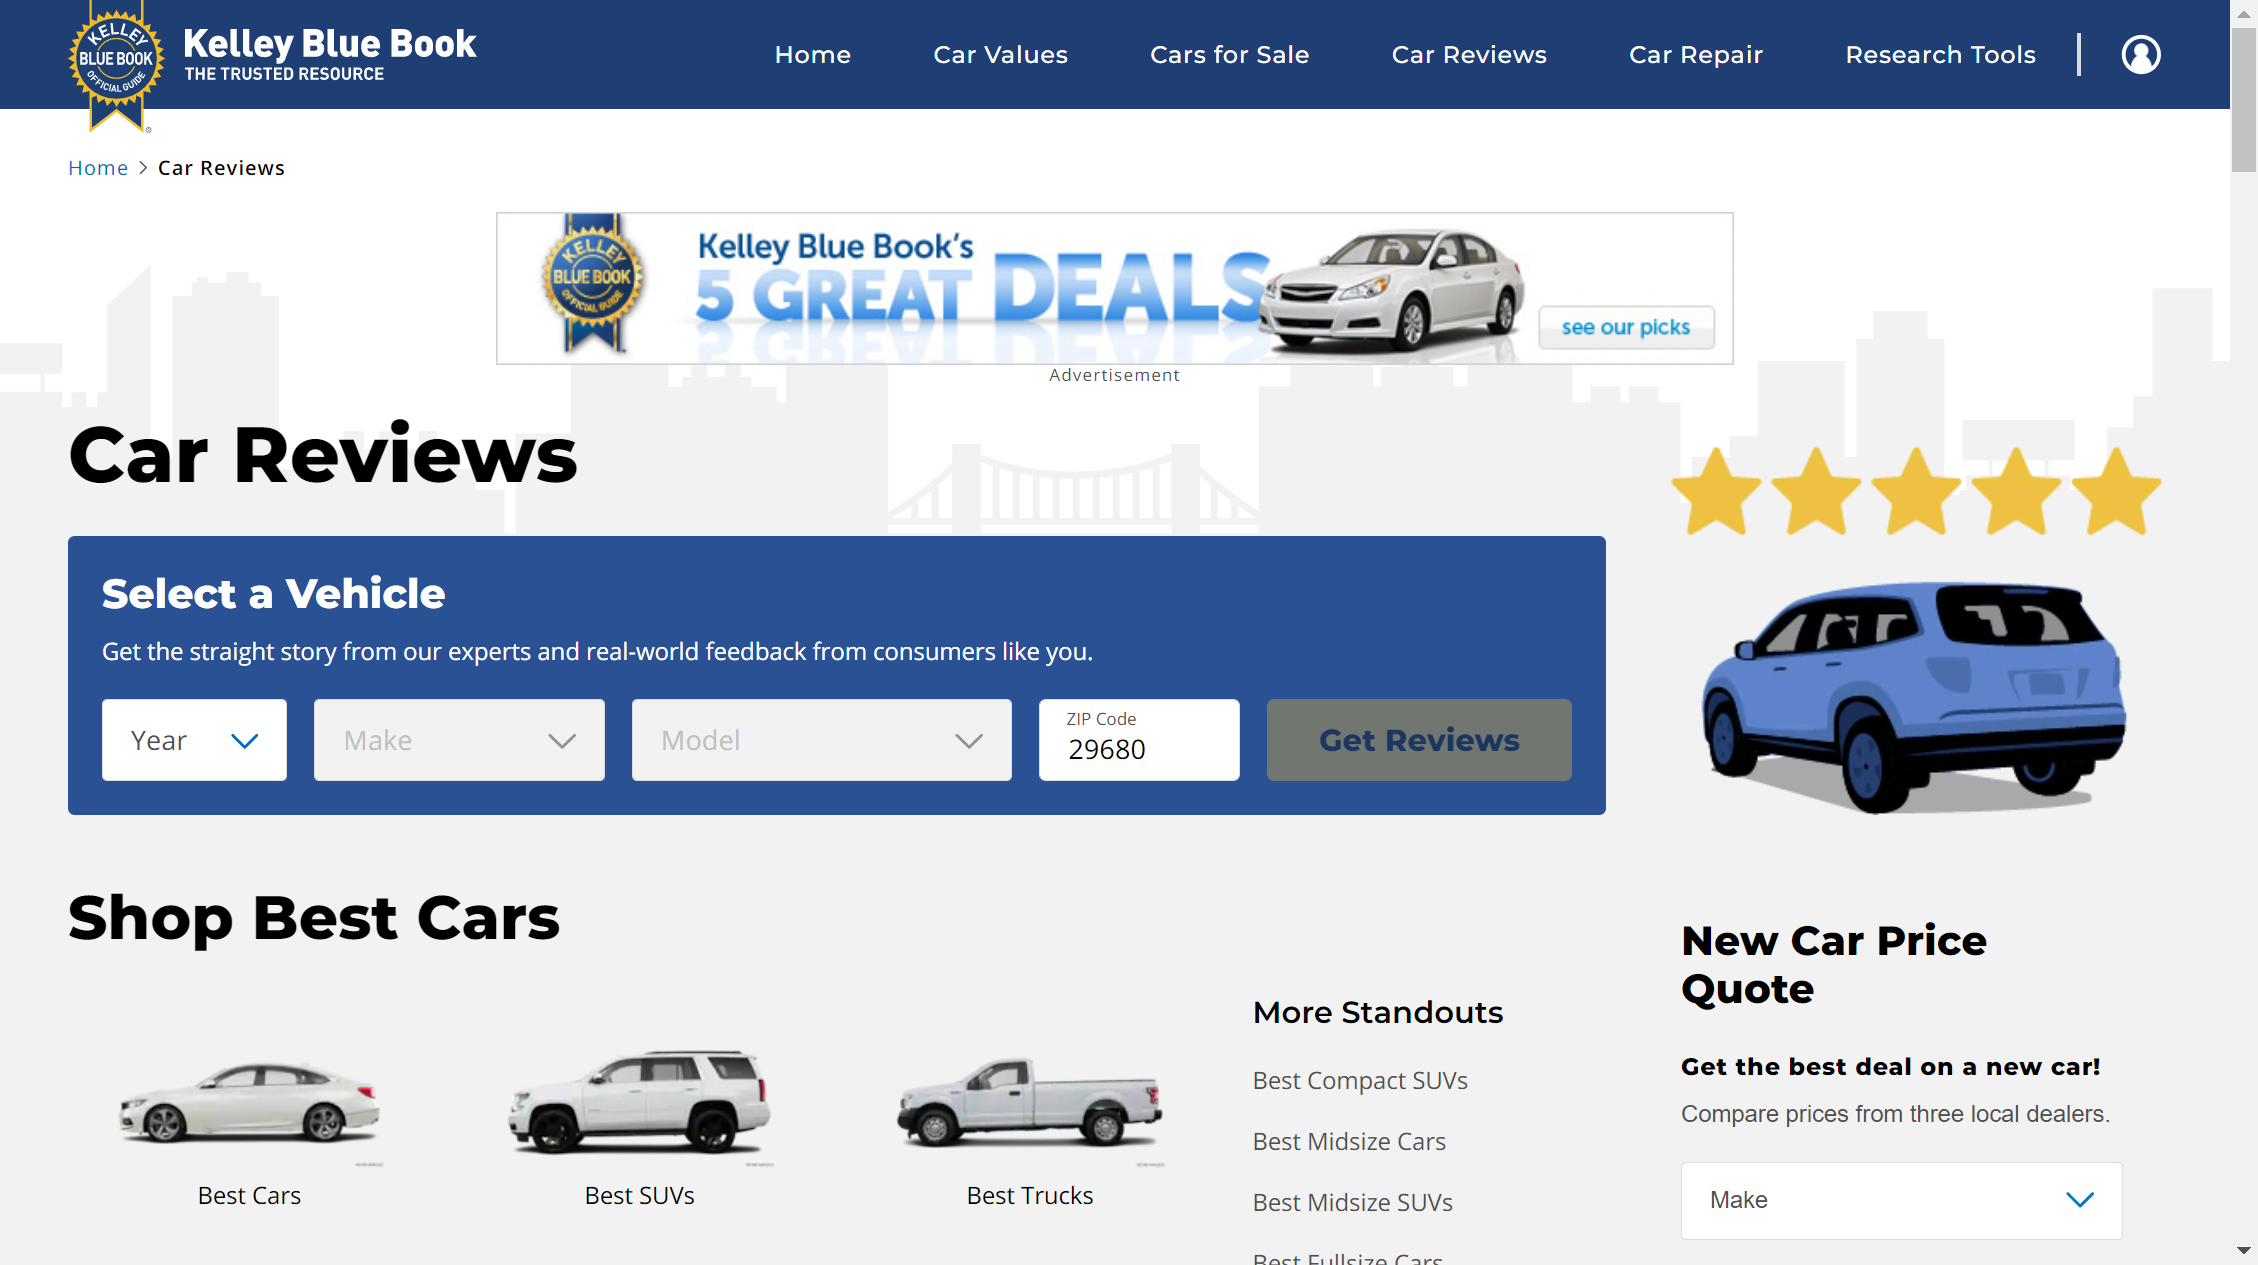 KELLEY
BLUE BOOK
OFFICIAL GUIDE
®
Kelley Blue Book
THE TRUSTED RESOURCE
Home
Car Values
Cars for Sale
Car Reviews
Car Repair
Research Tools
Home > Car Reviews
KELLEY
BLUE BOOK
OFFICIAL GUIDE
Kelley Blue Book's
5 GREAT DEALS
see our picks
Advertisement
Car Reviews
Select a Vehicle
Get the straight story from our experts and real-world feedback from consumers like you.
Year
Make
Model
ZIP Code
29680
Get Reviews
Shop Best Cars
Best Cars
Best SUVs
Best Trucks
More Standouts
Best Compact SUVs
Best Midsize Cars
Best Midsize SUVs
Best Fullsize Cars
New Car Price
Quote
Get the best deal on a new car!
Compare prices from three local dealers.
Make